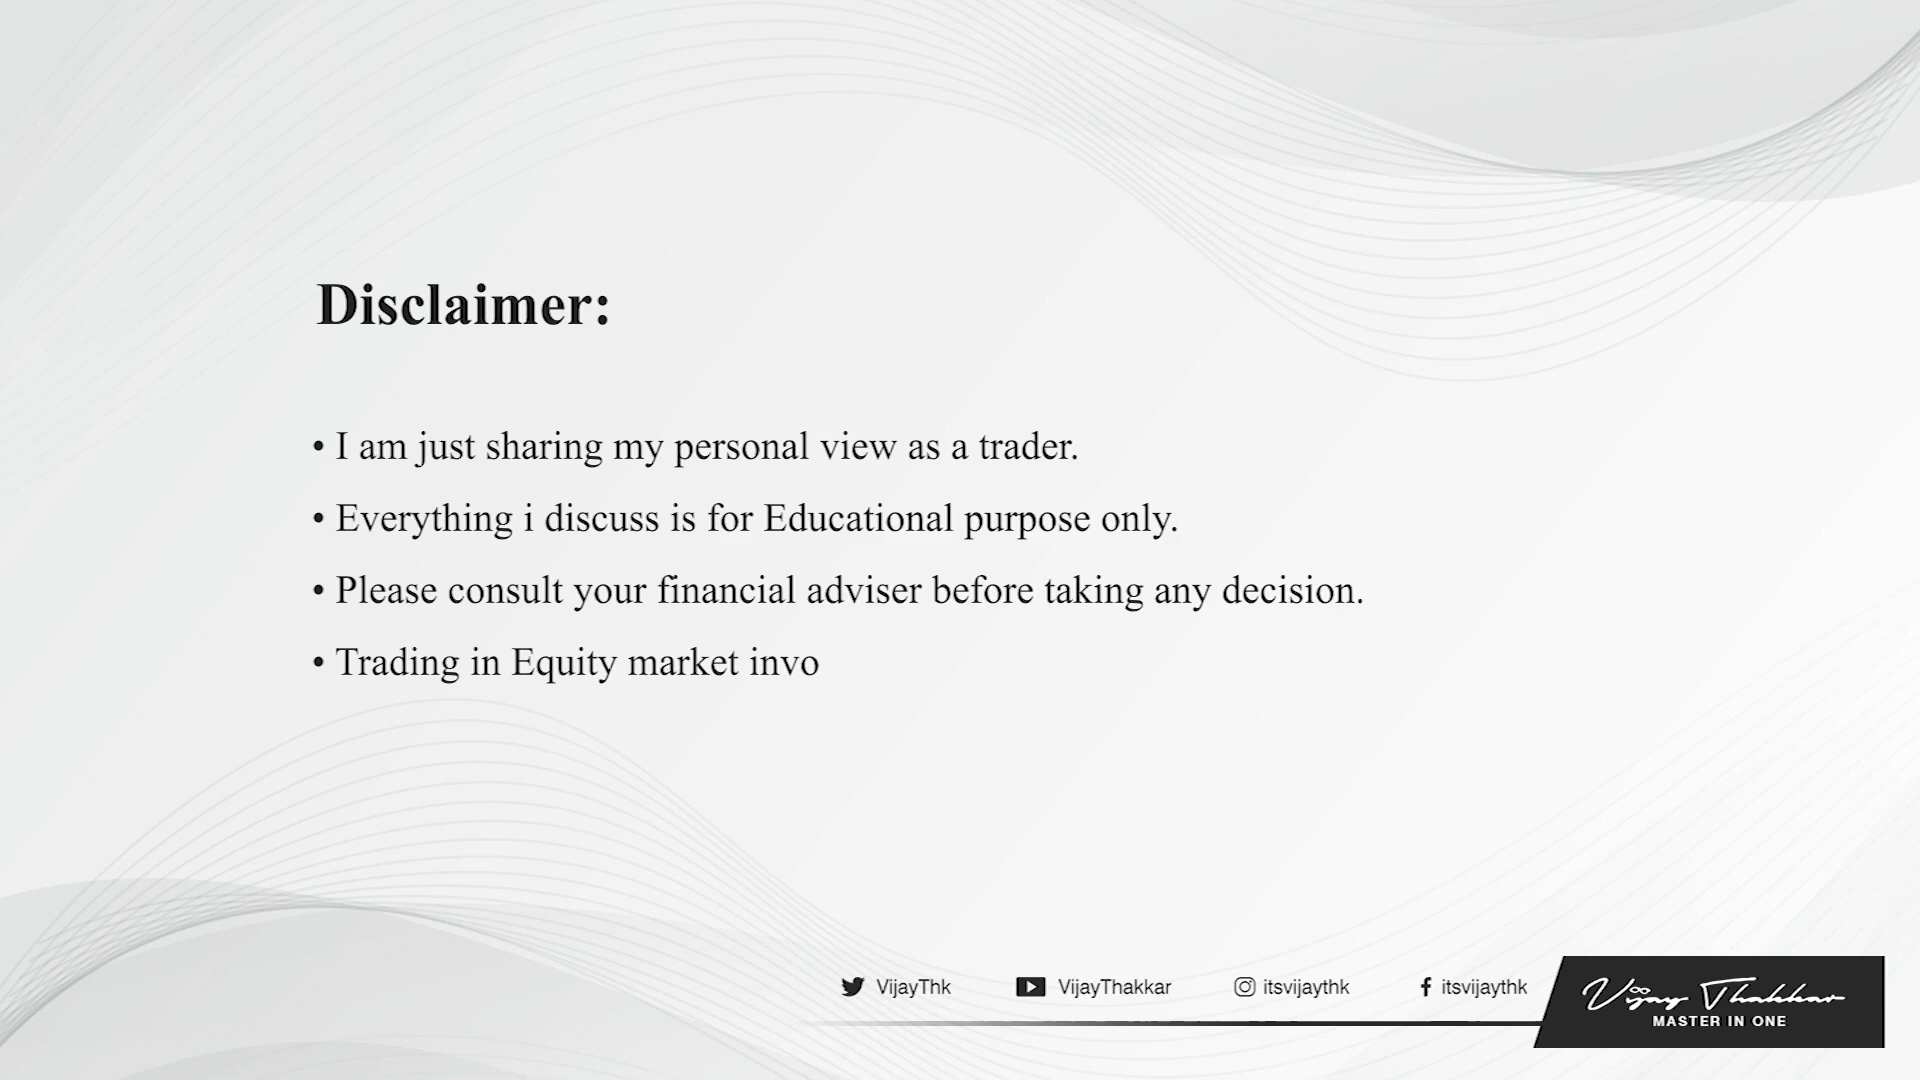 Disclaimer:
• I am just sharing my personal view as a trader.
• Everything i discuss is for Educational purpose only.
• Please consult your financial adviser before taking any decision.
• Trading in Equity market invo
VijayThk VijayThakkar itsvijaythk itsvijaythk
Vijay Thakkar
MASTER IN ONE